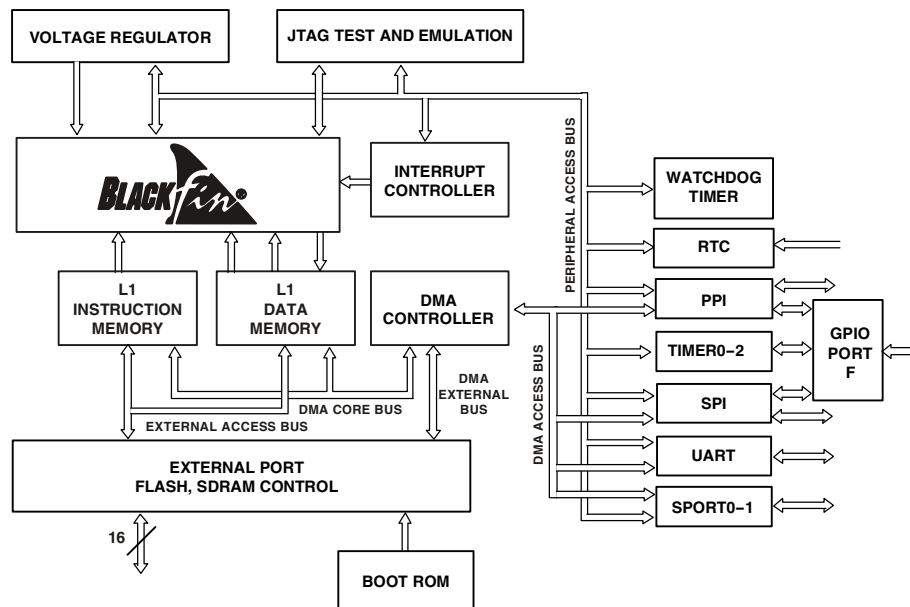 VOLTAGE REGULATOR
JTAG TEST AND EMULATION
BLACKfin®
INTERRUPT
CONTROLLER
PERIPHERAL ACCESS BUS
WATCHDOG
TIMER
RTC
L1
INSTRUCTION
MEMORY
L1
DATA
MEMORY
DMA
CONTROLLER
PPI
GPIO
PORT
F
TIMER0–2
DMA ACCESS BUS
DMA
EXTERNAL
BUS
DMA CORE BUS
EXTERNAL ACCESS BUS
SPI
UART
SPORT0–1
EXTERNAL PORT
FLASH, SDRAM CONTROL
16
BOOT ROM